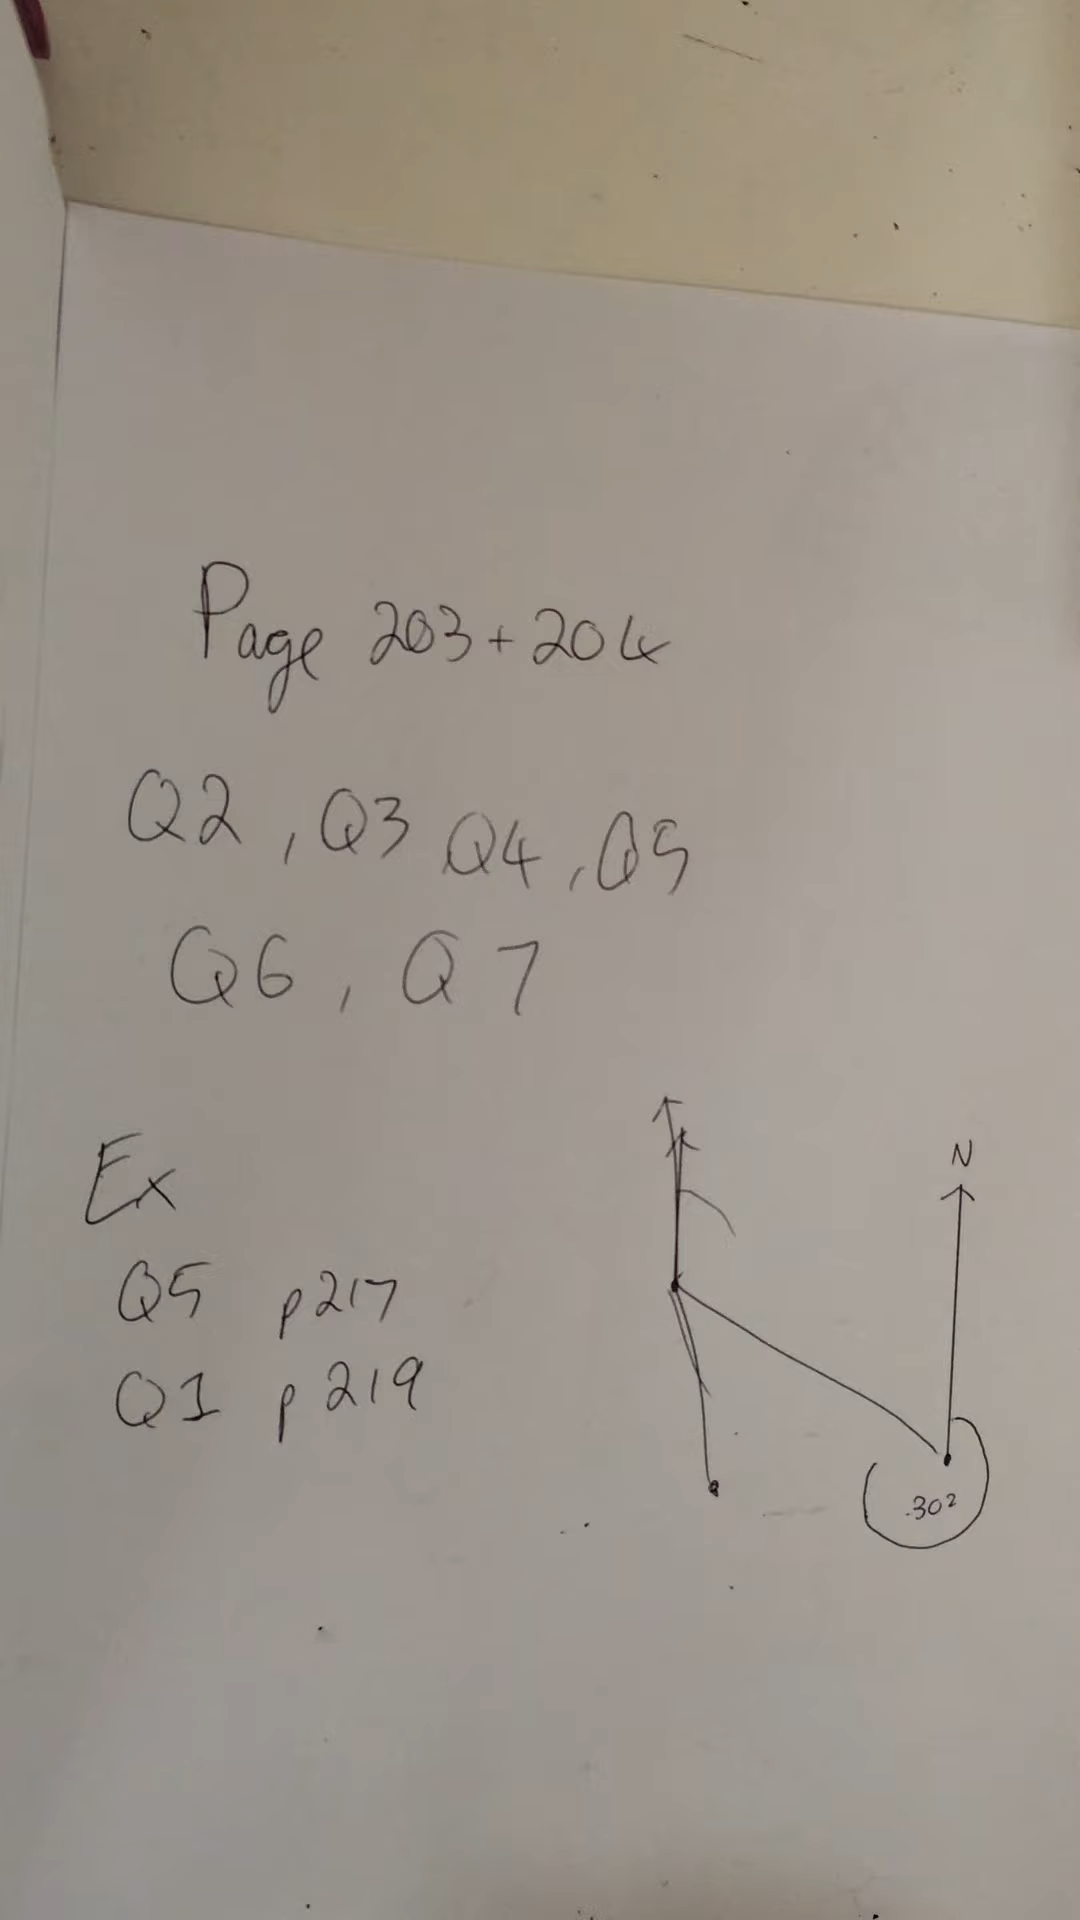 Page 203 + 204
Q2, Q3 Q4, Q5
Q6, Q7
Ex
Q5 p217
Q1 p219
N
302